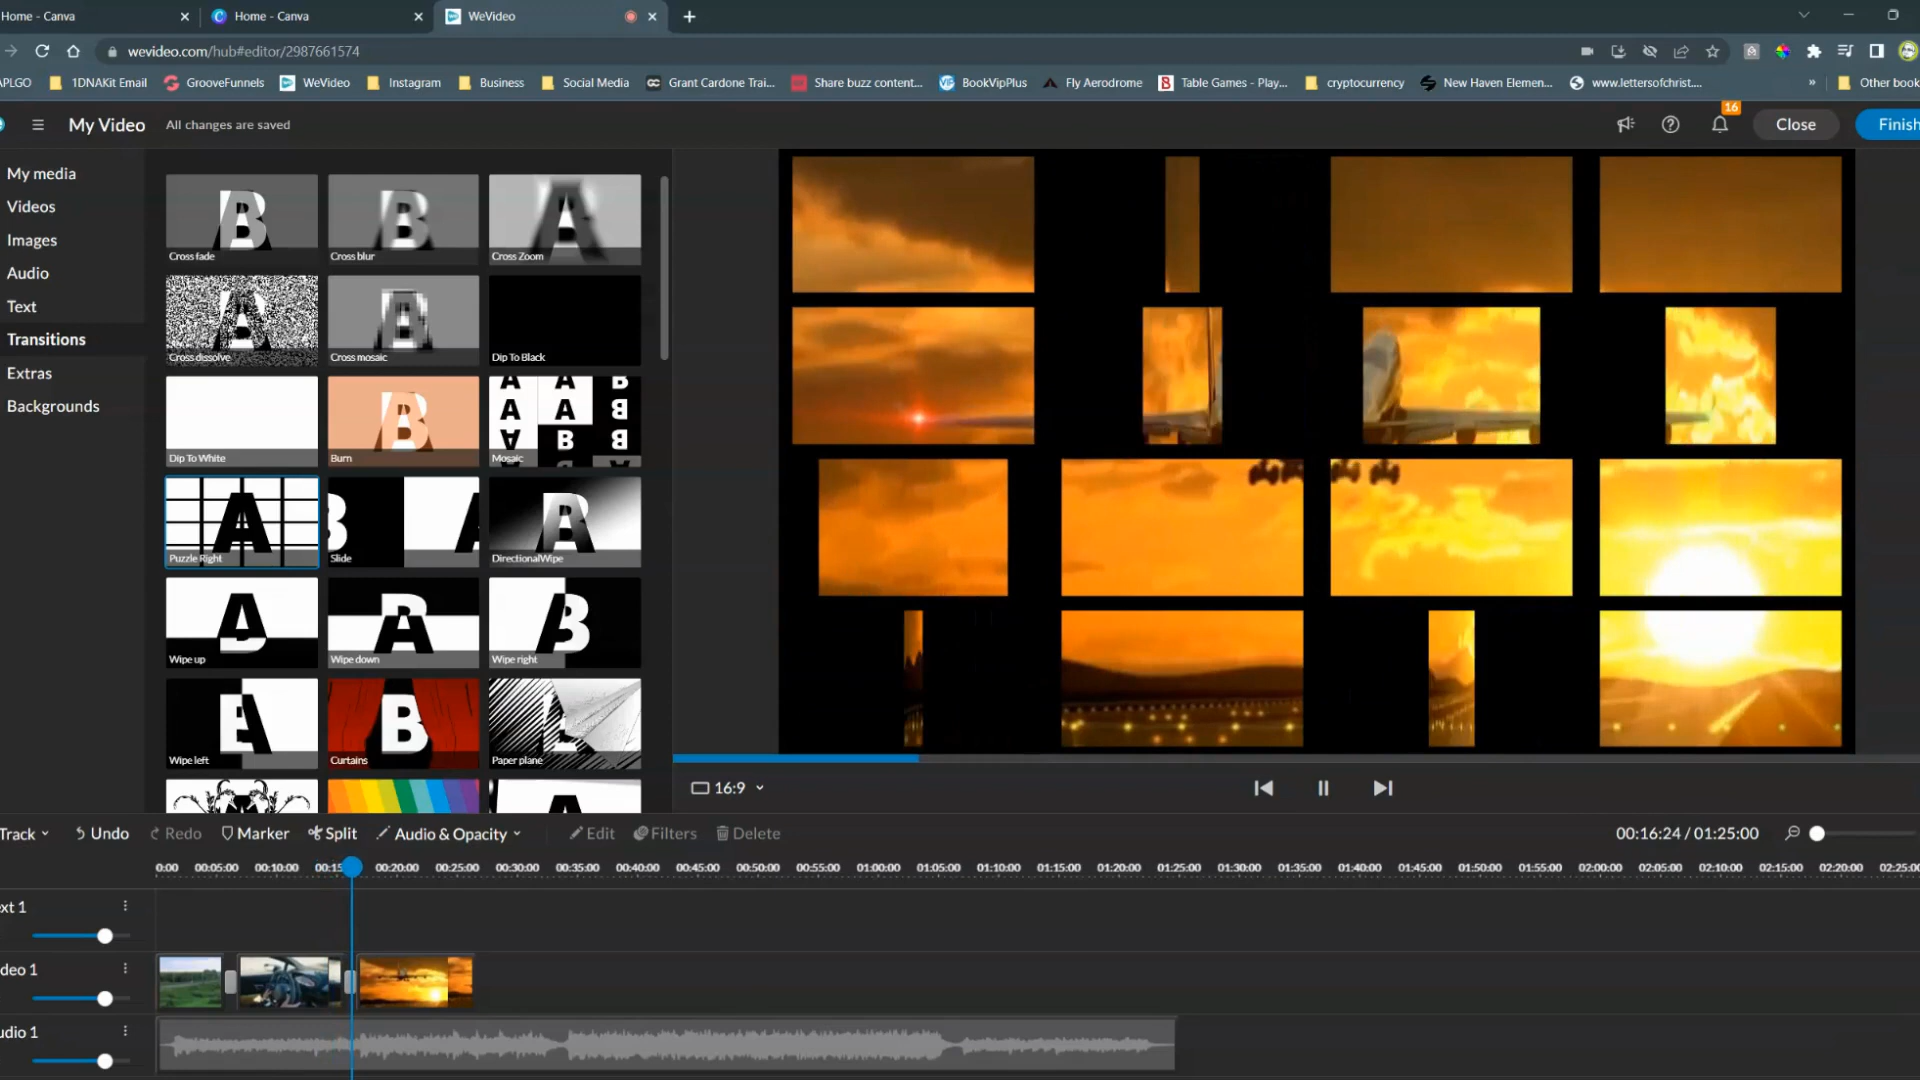 Home - Canva
Home - Canva
WeVideo
wevideo.com/hub#editor/2987661574
APLGO
1DNAKit Email
GrooveFunnels
WeVideo
Instagram
Business
Social Media
Grant Cardone Trai...
Share buzz content...
BookVipPlus
Fly Aerodrome
Table Games - Play...
cryptocurrency
New Haven Elemen...
www.lettersofchrist....
»
Other book
My Video
All changes are saved
16
Close
Finish
My media
Videos
Images
Audio
Text
Transitions
Extras
Backgrounds
Cross fade
Cross blur
Cross Zoom
Cross dissolve
Cross mosaic
Dip To Black
Dip To White
Burn
Mosaic
Puzzle Right
Slide
DirectionalWipe
Wipe up
Wipe down
Wipe right
Wipe left
Curtains
Paper plane
16:9
Track
Undo
Redo
Marker
Split
Audio & Opacity
Edit
Filters
Delete
00:16:24 / 01:25:00
0:00 00:05:00 00:10:00 00:15 00:20:00 00:25:00 00:30:00 00:35:00 00:40:00 00:45:00 00:50:00 00:55:00 01:00:00 01:05:00 01:10:00 01:15:00 01:20:00 01:25:00 01:30:00 01:35:00 01:40:00 01:45:00 01:50:00 01:55:00 02:00:00 02:05:00 02:10:00 02:15:00 02:20:00 02:25:00
ext 1
deo 1
udio 1